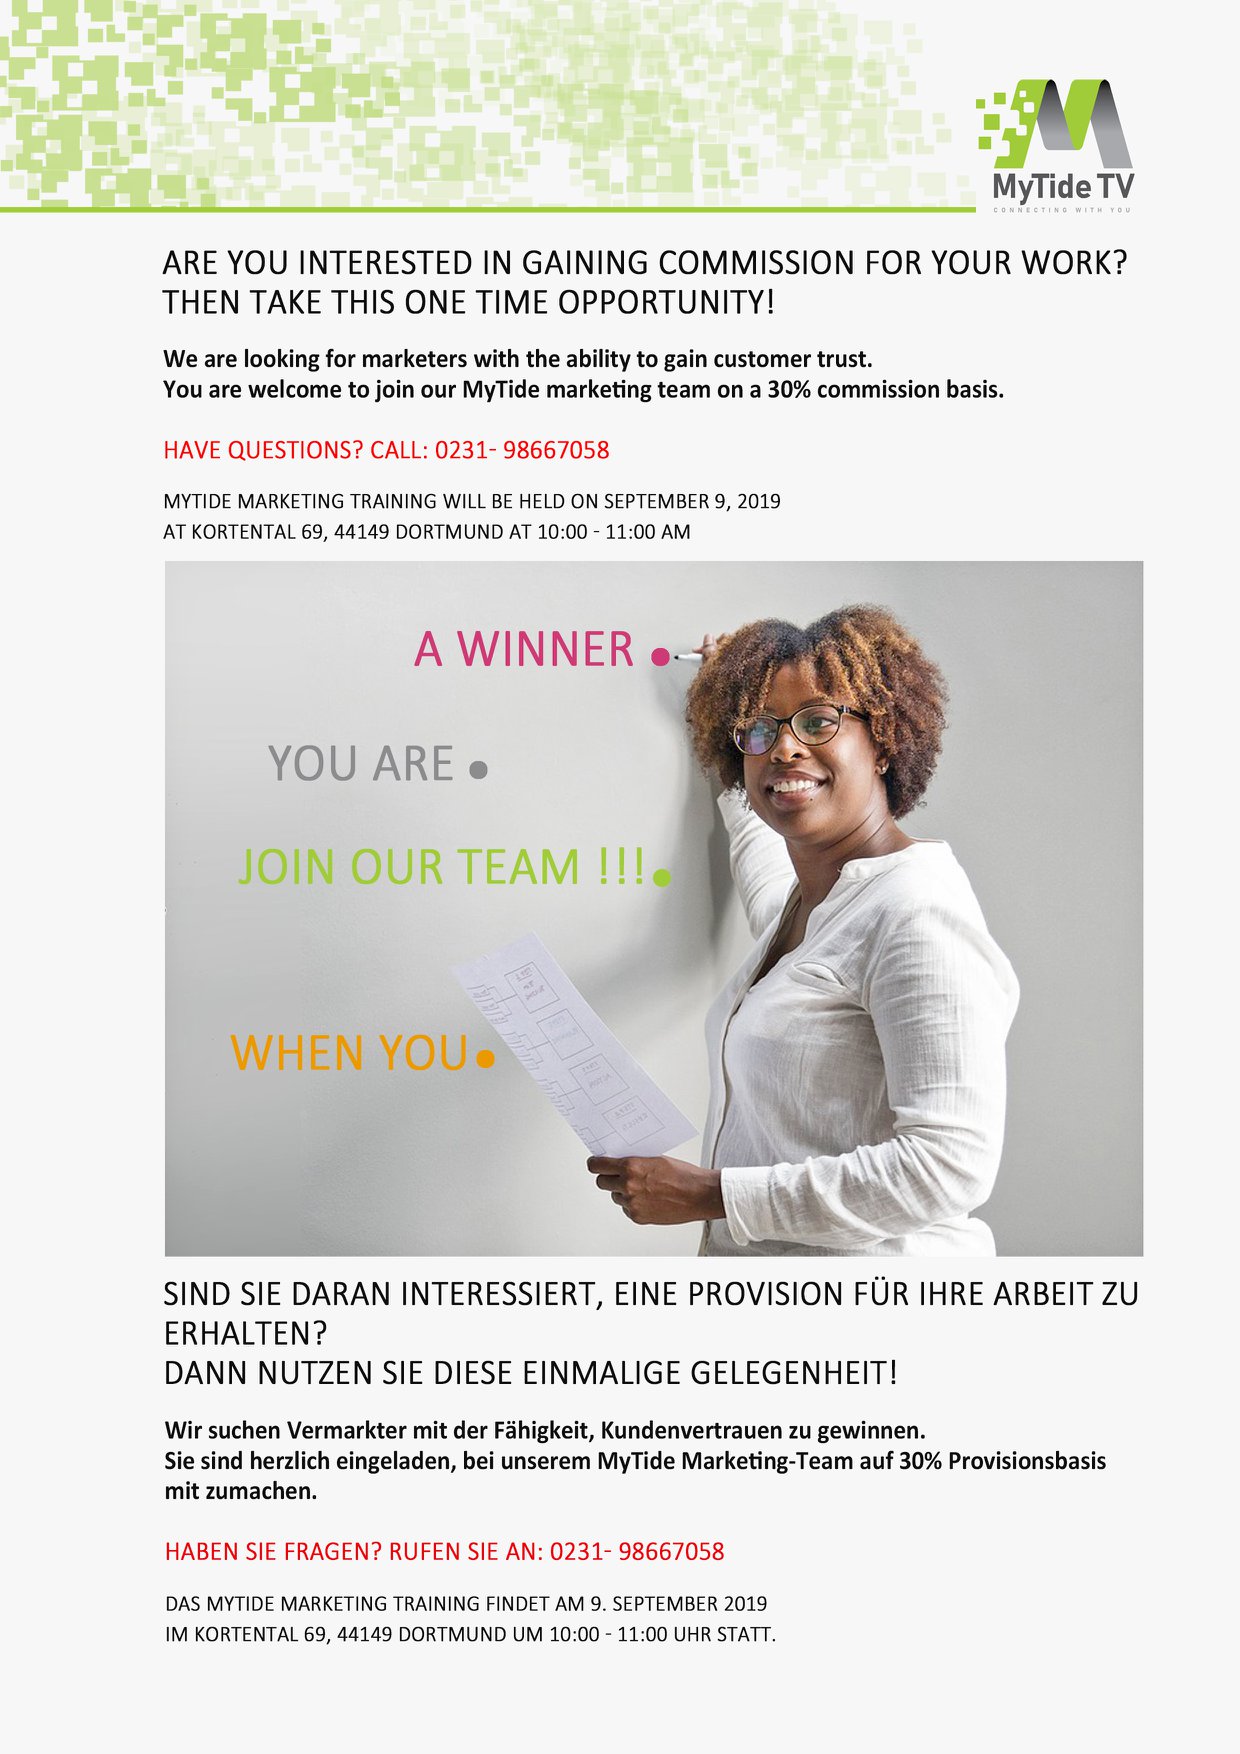 MyTide TV
CONNECTING WITH YOU
ARE YOU INTERESTED IN GAINING COMMISSION FOR YOUR WORK?
THEN TAKE THIS ONE TIME OPPORTUNITY!
We are looking for marketers with the ability to gain customer trust.
You are welcome to join our MyTide marketing team on a 30% commission basis.
HAVE QUESTIONS? CALL: 0231- 98667058
MYTIDE MARKETING TRAINING WILL BE HELD ON SEPTEMBER 9, 2019
AT KORTENTAL 69, 44149 DORTMUND AT 10:00 - 11:00 AM
A WINNER
YOU ARE
JOIN OUR TEAM !!!
WHEN YOU
SIND SIE DARAN INTERESSIERT, EINE PROVISION FÜR IHRE ARBEIT ZU
ERHALTEN?
DANN NUTZEN SIE DIESE EINMALIGE GELEGENHEIT!
Wir suchen Vermarkter mit der Fähigkeit, Kundenvertrauen zu gewinnen.
Sie sind herzlich eingeladen, bei unserem MyTide Marketing-Team auf 30% Provisionsbasis
mit zumachen.
HABEN SIE FRAGEN? RUFEN SIE AN: 0231- 98667058
DAS MYTIDE MARKETING TRAINING FINDET AM 9. SEPTEMBER 2019
IM KORTENTAL 69, 44149 DORTMUND UM 10:00 - 11:00 UHR STATT.